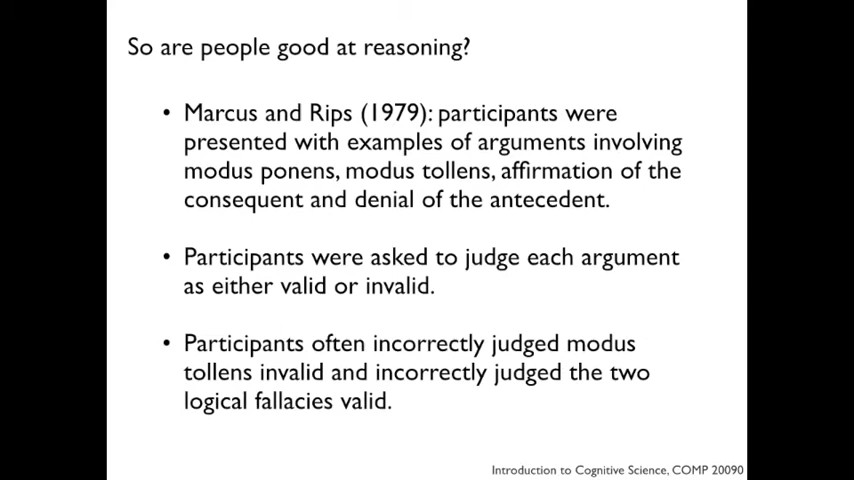 So are people good at reasoning?
• Marcus and Rips (1979): participants were
presented with examples of arguments involving
modus ponens, modus tollens, affirmation of the
consequent and denial of the antecedent.
• Participants were asked to judge each argument
as either valid or invalid.
• Participants often incorrectly judged modus
tollens invalid and incorrectly judged the two
logical fallacies valid.
Introduction to Cognitive Science, COMP 20090